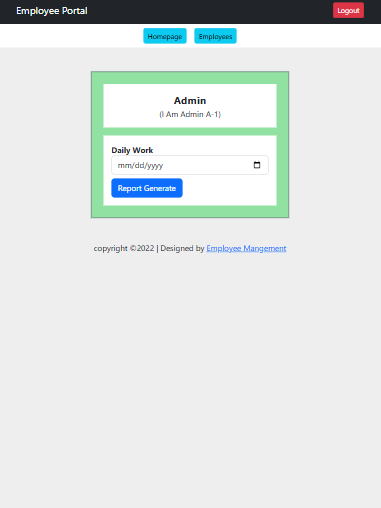 Employee Portal
Logout
Homepage Employees
Admin
(I Am Admin A-1)
Daily Work
mm/dd/yyyy
Report Generate
copyright ©2022 | Designed by Employee Mangement